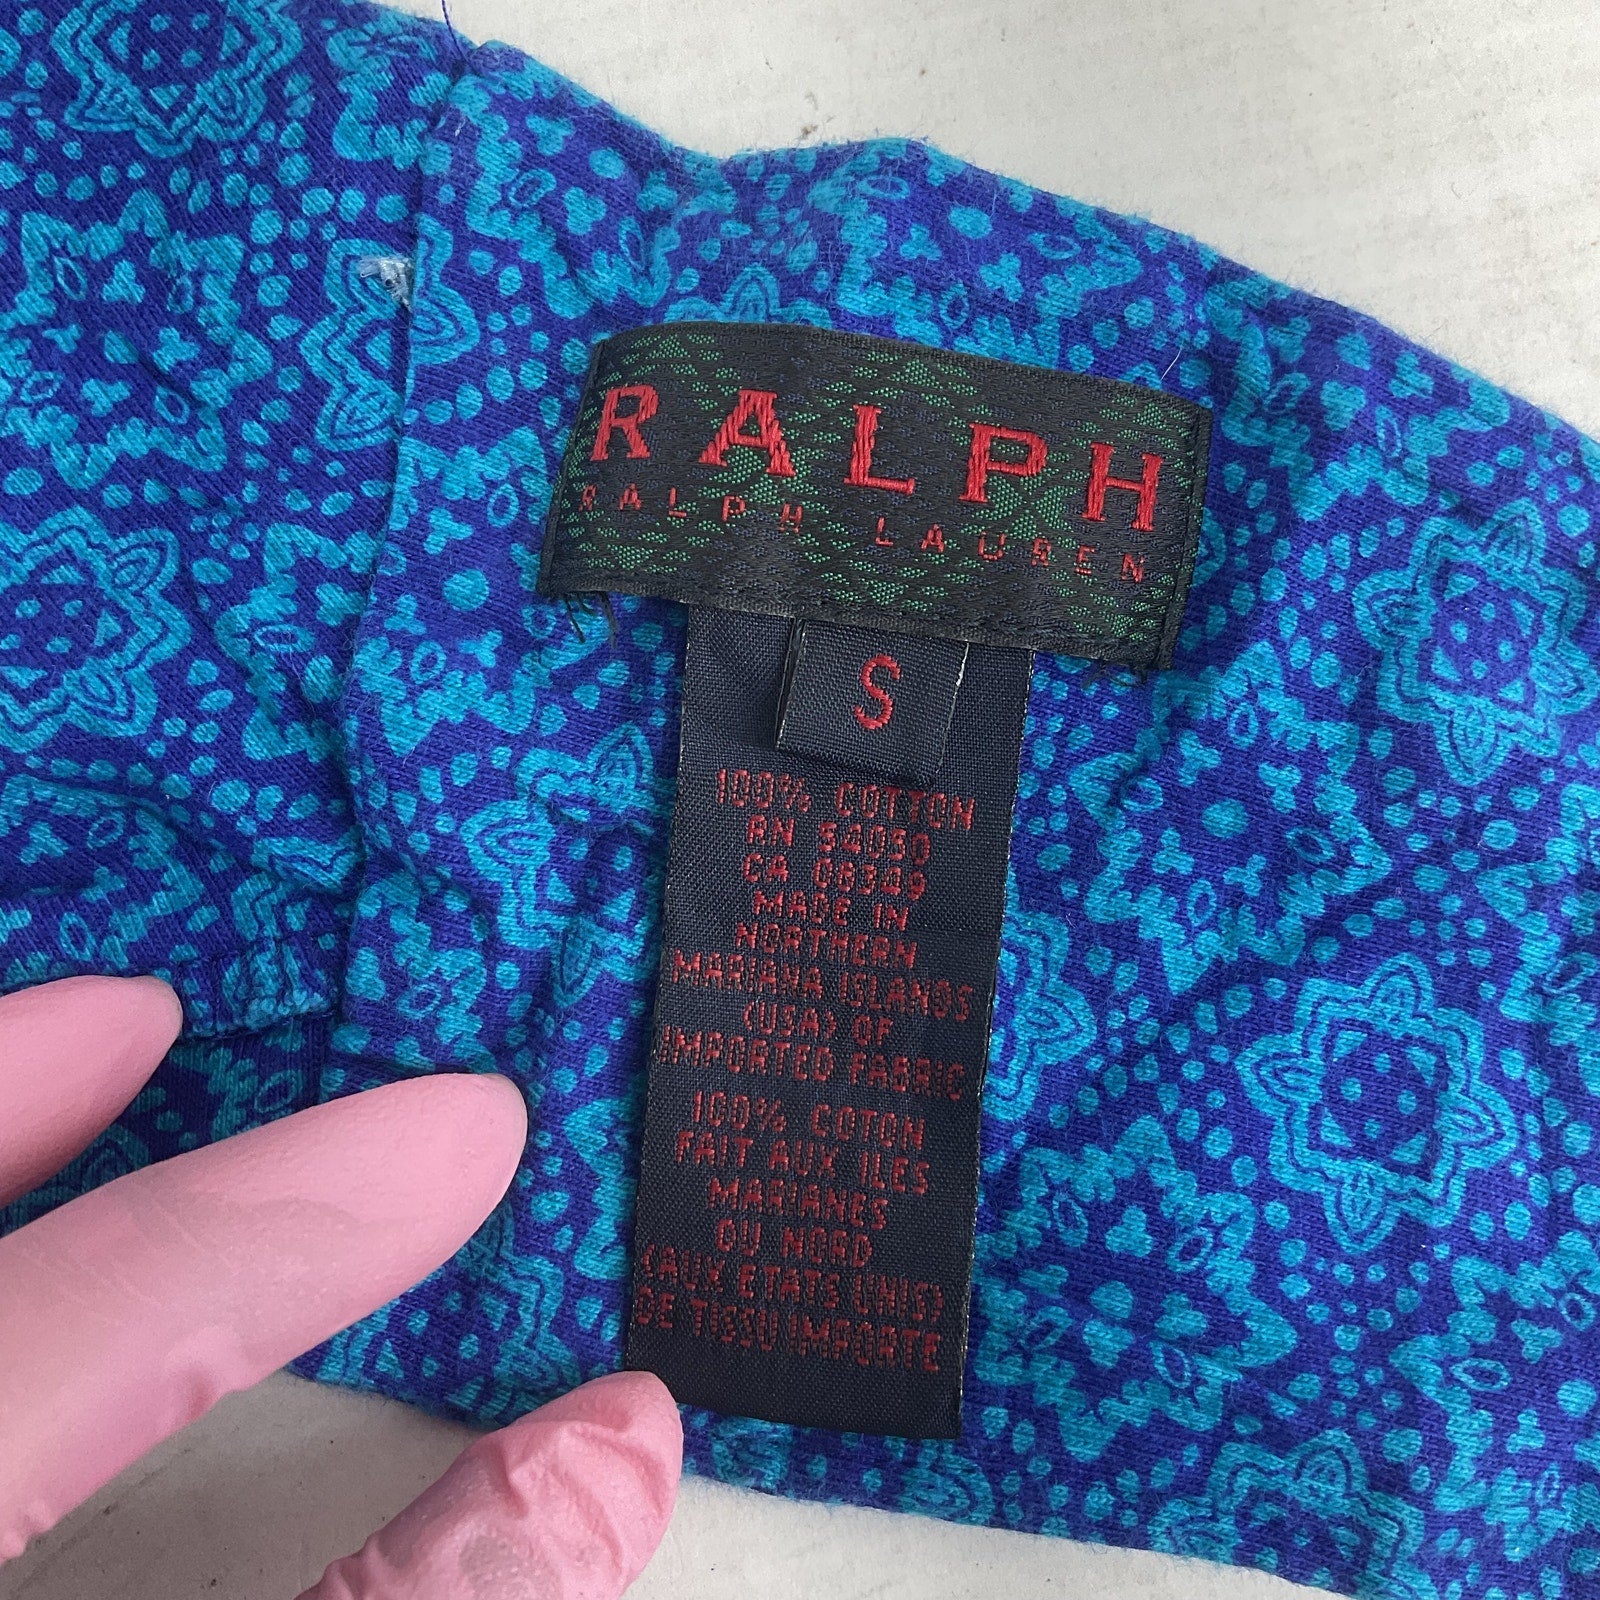 RALPH
RALPH LAUREN
S
100% COTTON
RN 54050
CA 08349
MADE IN
NORTHERN
MARIANA ISLANDS
(USA) OF
IMPORTED FABRIC
100% COTON
FAIT AUX ILES
MARIANES
DU NORD
(AUX ETATS UNIS)
DE TISSU IMPORTE